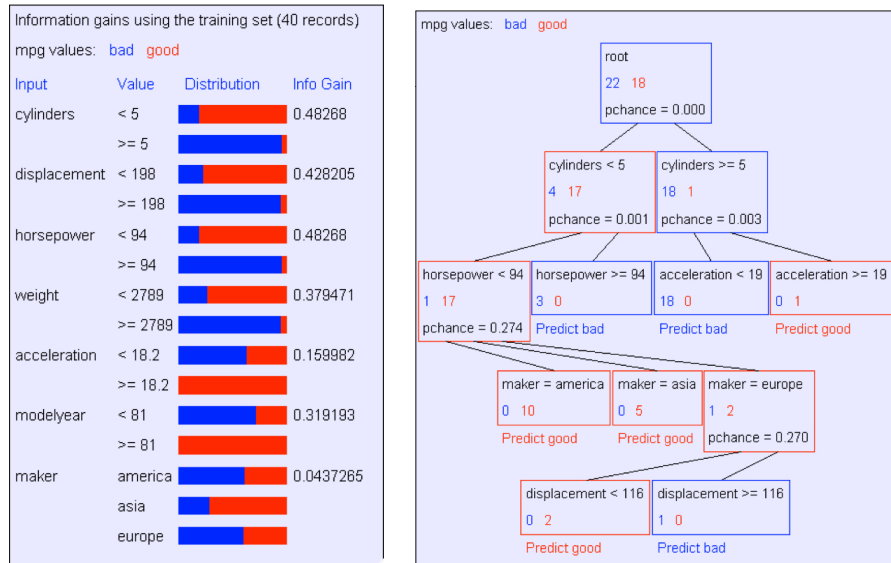 Information gains using the training set (40 records)
mpg values: bad good
Input Value Distribution Info Gain
cylinders < 5 0.48268
>= 5
displacement < 198 0.428205
>= 198
horsepower < 94 0.48268
>= 94
weight < 2789 0.379471
>= 2789
acceleration < 18.2 0.159982
>= 18.2
modelyear < 81 0.319193
>= 81
maker america 0.0437265
asia
europe
mpg values: bad good
root
22 18
pchance = 0.000
cylinders < 5 cylinders >= 5
4 17 18 1
pchance = 0.001 pchance = 0.003
horsepower < 94 horsepower >= 94 acceleration < 19 acceleration >= 19
1 17 3 0 18 0 0 1
pchance = 0.274 Predict bad Predict bad Predict good
maker = america maker = asia maker = europe
0 10 0 5 1 2
Predict good Predict good pchance = 0.270
displacement < 116 displacement >= 116
0 2 1 0
Predict good Predict bad